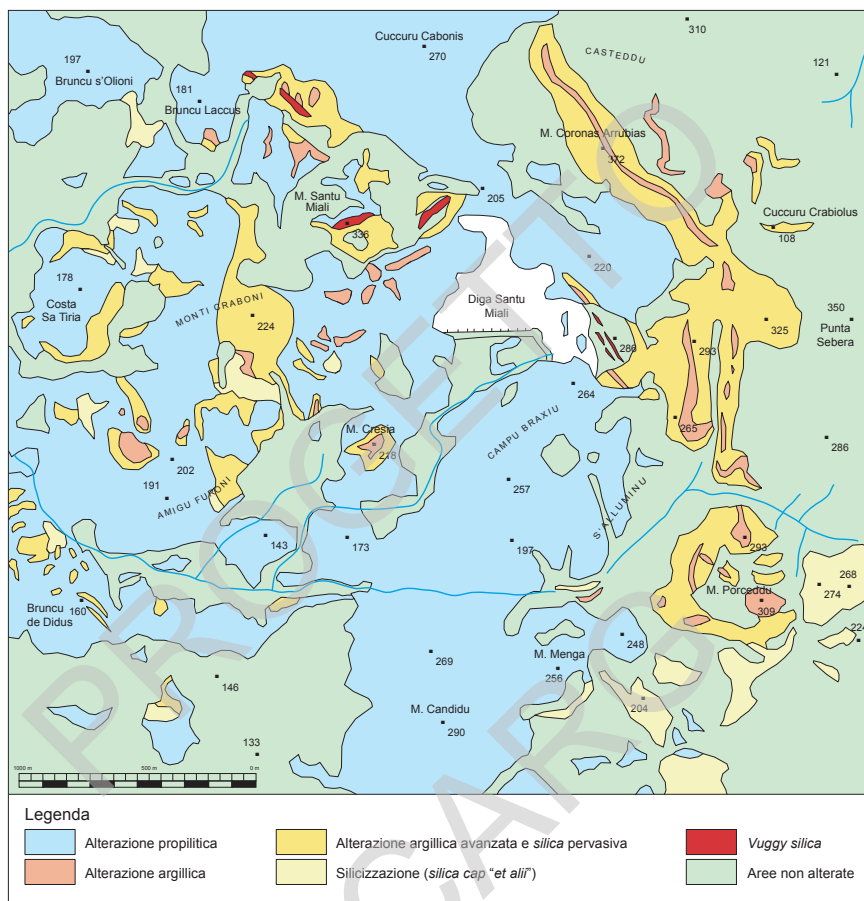 310
Cuccuru Cabonis
270
CASTEDDU
197
Bruncu s'Olioni
121
181
Bruncu Laccus
M. Coronas Arrubias
372
M. Santu
Miali
336
205
Cuccuru Crabiolus
108
220
178
Costa
Sa Tiria
MONTI CRABONI
224
Diga Santu
Miali
350
Punta
Sebera
325
286
293
264
265
M. Cresia
218
CAMPU BRAXIU
286
202
191
AMIGU FURONI
257
S'ALLUMINU
143
173
197
293
M. Porceddu
309
268
274
Bruncu
de Didus
160
224
248
269
M. Menga
256
146
204
M. Candidu
290
133
1000 m 500 m 0 m
Legenda
Alterazione propilitica
Alterazione argillica avanzata e silica pervasiva
Vuggy silica
Alterazione argillica
Silicizzazione (silica cap "et alii")
Aree non alterate
PROGETTO
CARG